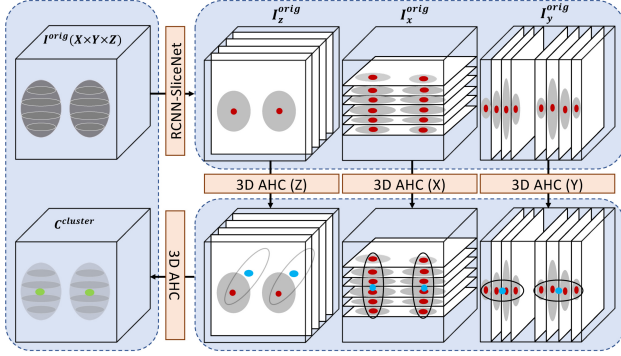 I^orig(X×Y×Z)
RCNN-SliceNet
I_z^orig
I_x^orig
I_y^orig
3D AHC (Z)
3D AHC (X)
3D AHC (Y)
C^cluster
3D AHC